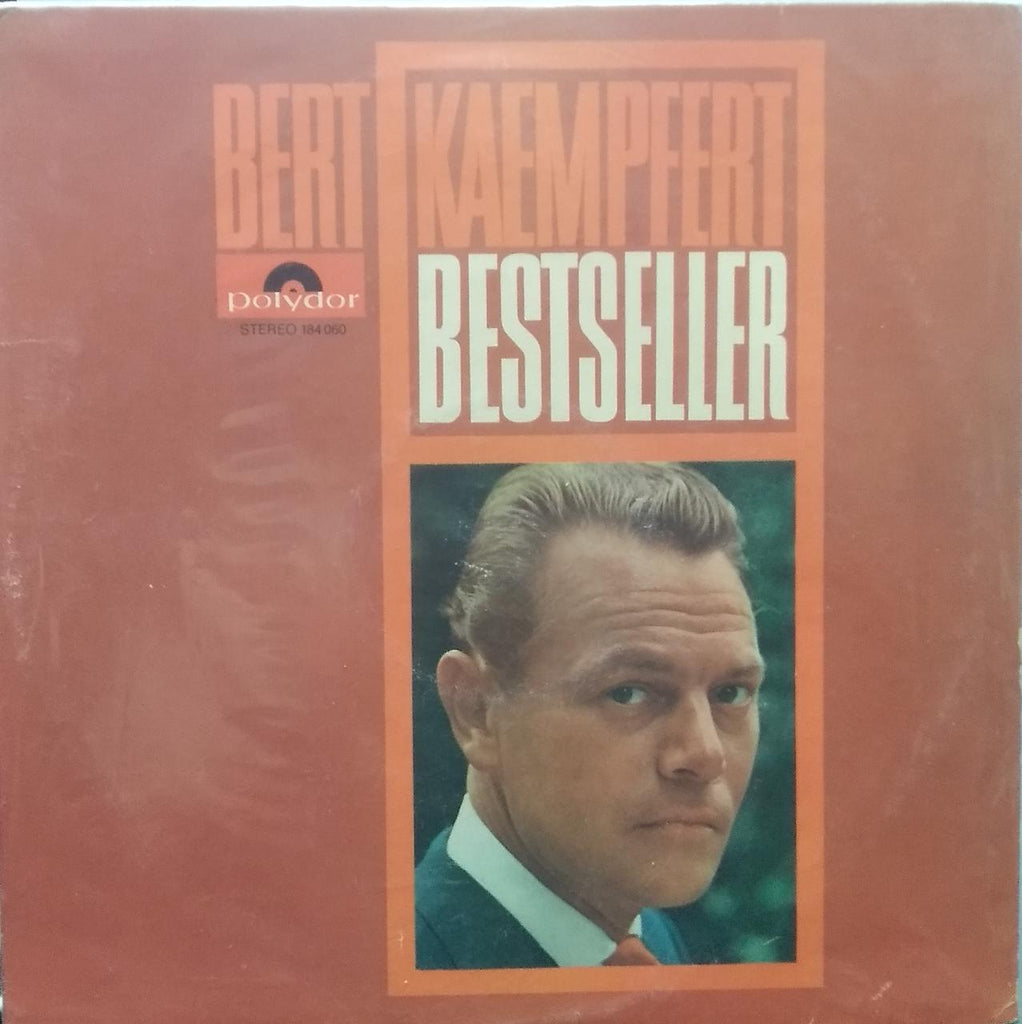 BERT KAEMPFERT
BESTSELLER
polydor
STEREO 184 060